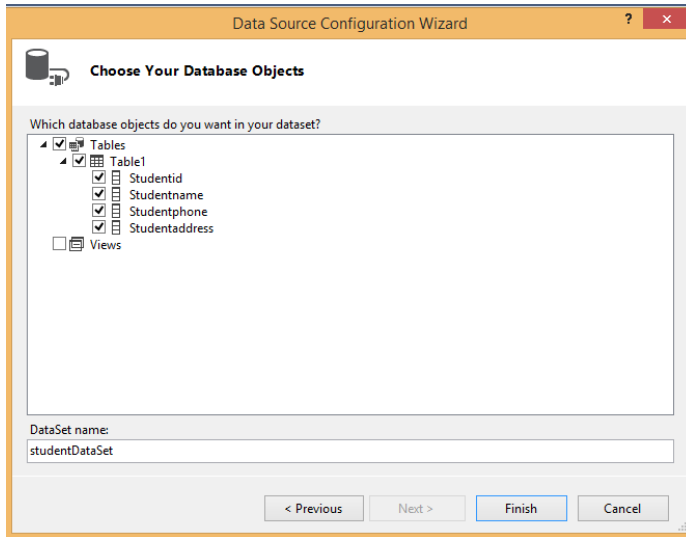 Data Source Configuration Wizard ? ×
Choose Your Database Objects
Which database objects do you want in your dataset?
Tables
Table1
Studentid
Studentname
Studentphone
Studentaddress
Views
DataSet name:
studentDataSet
< Previous Next > Finish Cancel